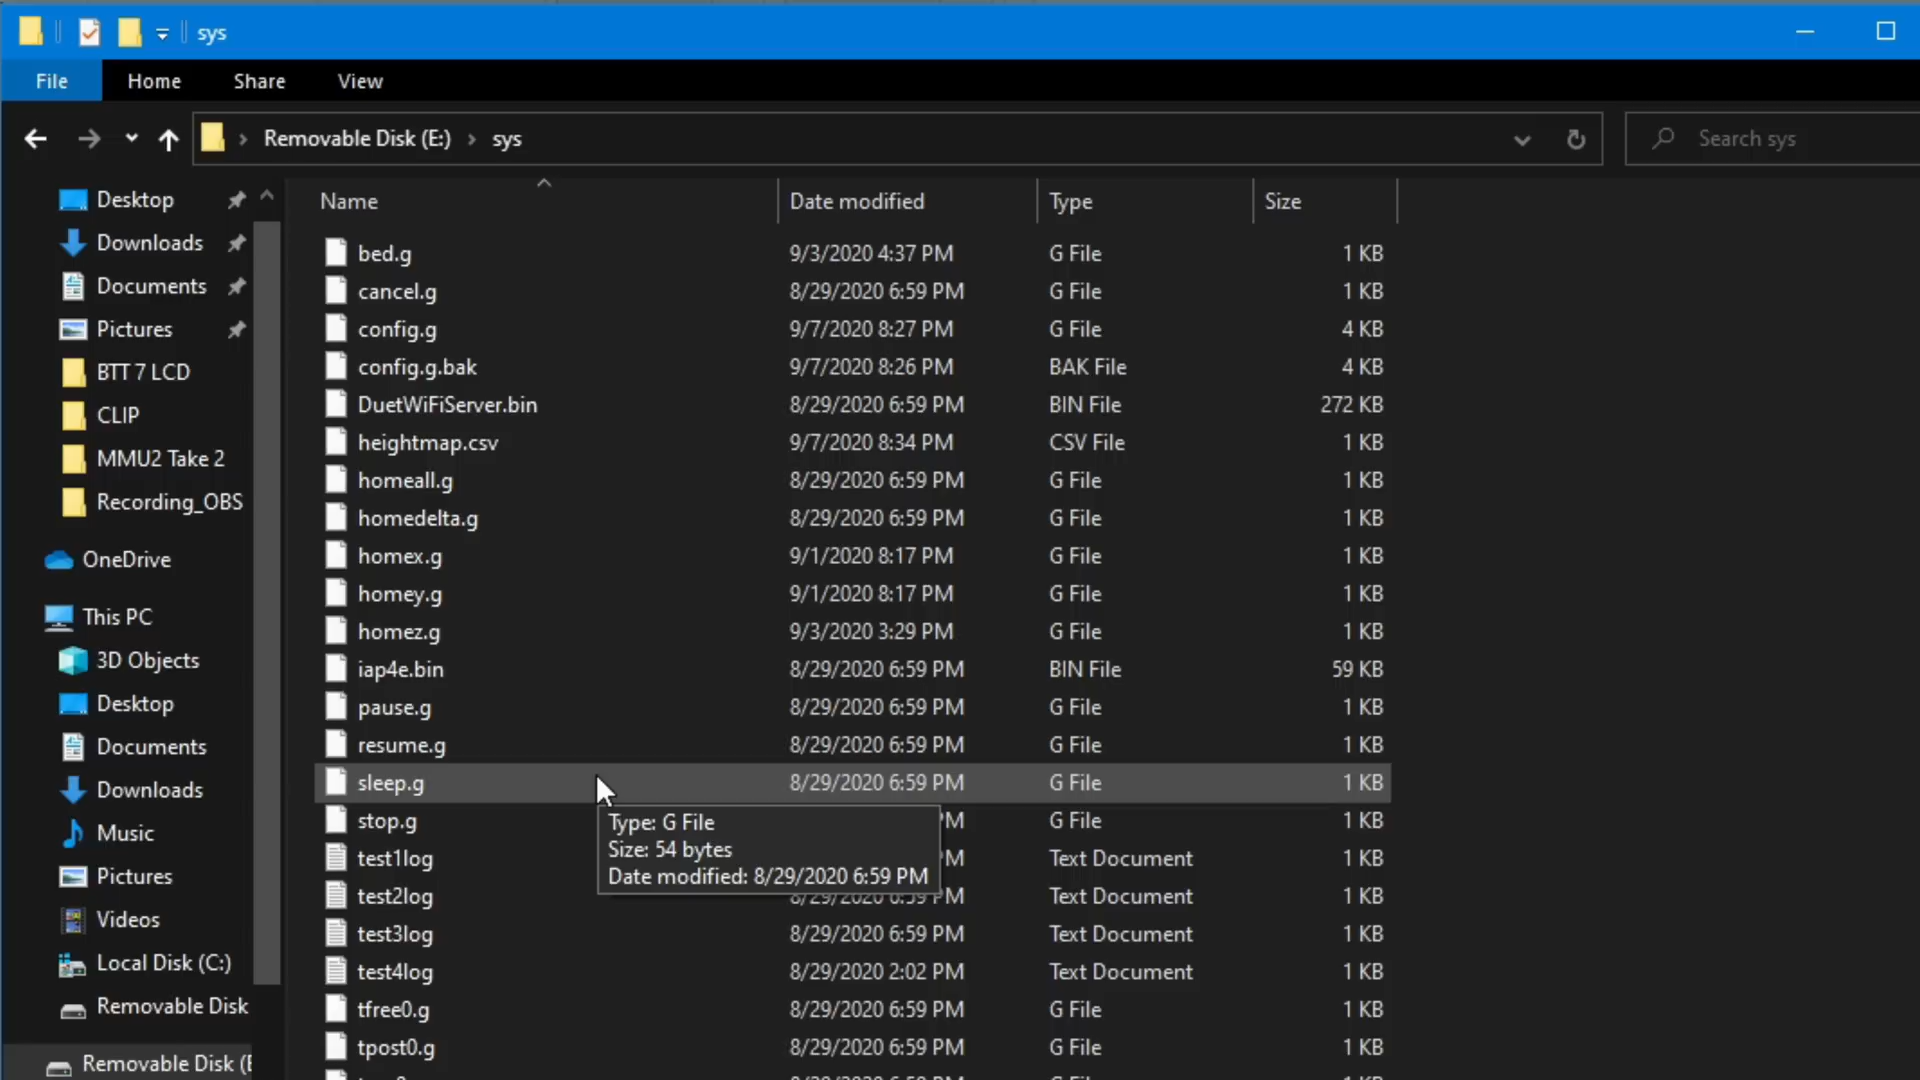 sys
File Home Share View
Removable Disk (E:) sys
Search sys
Name Date modified Type Size
Desktop
Downloads
Documents
Pictures
BTT 7 LCD
CLIP
MMU2 Take 2
Recording_OBS
OneDrive
This PC
3D Objects
Desktop
Documents
Downloads
Music
Pictures
Videos
Local Disk (C:)
Removable Disk
Removable Disk (E
bed.g 9/3/2020 4:37 PM G File 1 KB
cancel.g 8/29/2020 6:59 PM G File 1 KB
config.g 9/7/2020 8:27 PM G File 4 KB
config.g.bak 9/7/2020 8:26 PM BAK File 4 KB
DuetWiFiServer.bin 8/29/2020 6:59 PM BIN File 272 KB
heightmap.csv 9/7/2020 8:34 PM CSV File 1 KB
homeall.g 8/29/2020 6:59 PM G File 1 KB
homedelta.g 8/29/2020 6:59 PM G File 1 KB
homex.g 9/1/2020 8:17 PM G File 1 KB
homey.g 9/1/2020 8:17 PM G File 1 KB
homez.g 9/3/2020 3:29 PM G File 1 KB
iap4e.bin 8/29/2020 6:59 PM BIN File 59 KB
pause.g 8/29/2020 6:59 PM G File 1 KB
resume.g 8/29/2020 6:59 PM G File 1 KB
sleep.g 8/29/2020 6:59 PM G File 1 KB
stop.g PM G File 1 KB
Type: G File
Size: 54 bytes
Date modified: 8/29/2020 6:59 PM
test1log PM Text Document 1 KB
test2log 8/29/2020 6:59 PM Text Document 1 KB
test3log 8/29/2020 6:59 PM Text Document 1 KB
test4log 8/29/2020 2:02 PM Text Document 1 KB
tfree0.g 8/29/2020 6:59 PM G File 1 KB
tpost0.g 8/29/2020 6:59 PM G File 1 KB